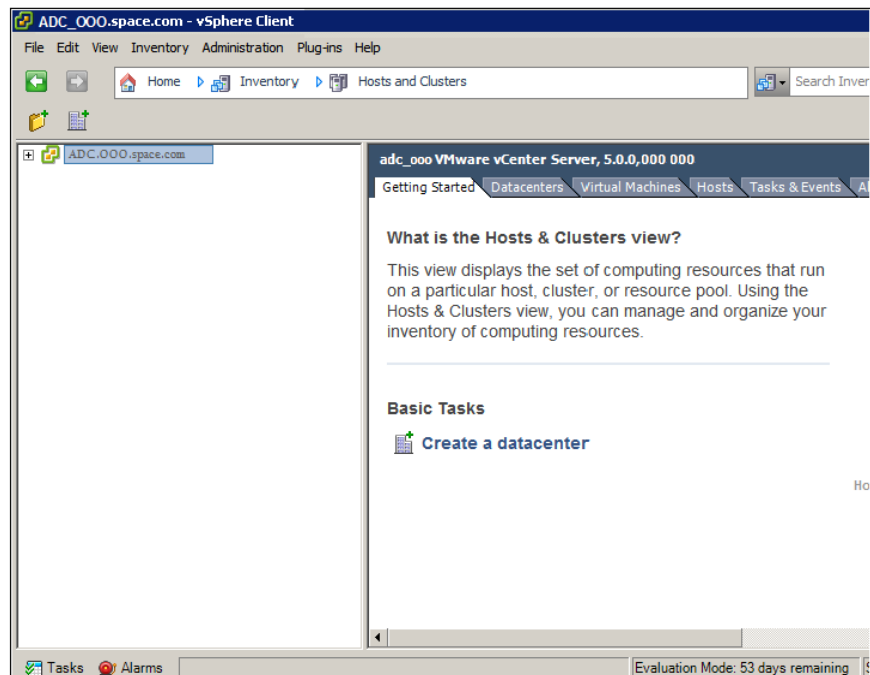 ADC_OOO.space.com - vSphere Client
File Edit View Inventory Administration Plug-ins Help
Home Inventory Hosts and Clusters Search Inver
ADC.OOO.space.com
adc_ooo VMware vCenter Server, 5.0.0,000 000
Getting Started Datacenters Virtual Machines Hosts Tasks & Events Al
What is the Hosts & Clusters view?
This view displays the set of computing resources that run
on a particular host, cluster, or resource pool. Using the
Hosts & Clusters view, you can manage and organize your
inventory of computing resources.
Basic Tasks
Create a datacenter
Ho
Tasks Alarms Evaluation Mode: 53 days remaining